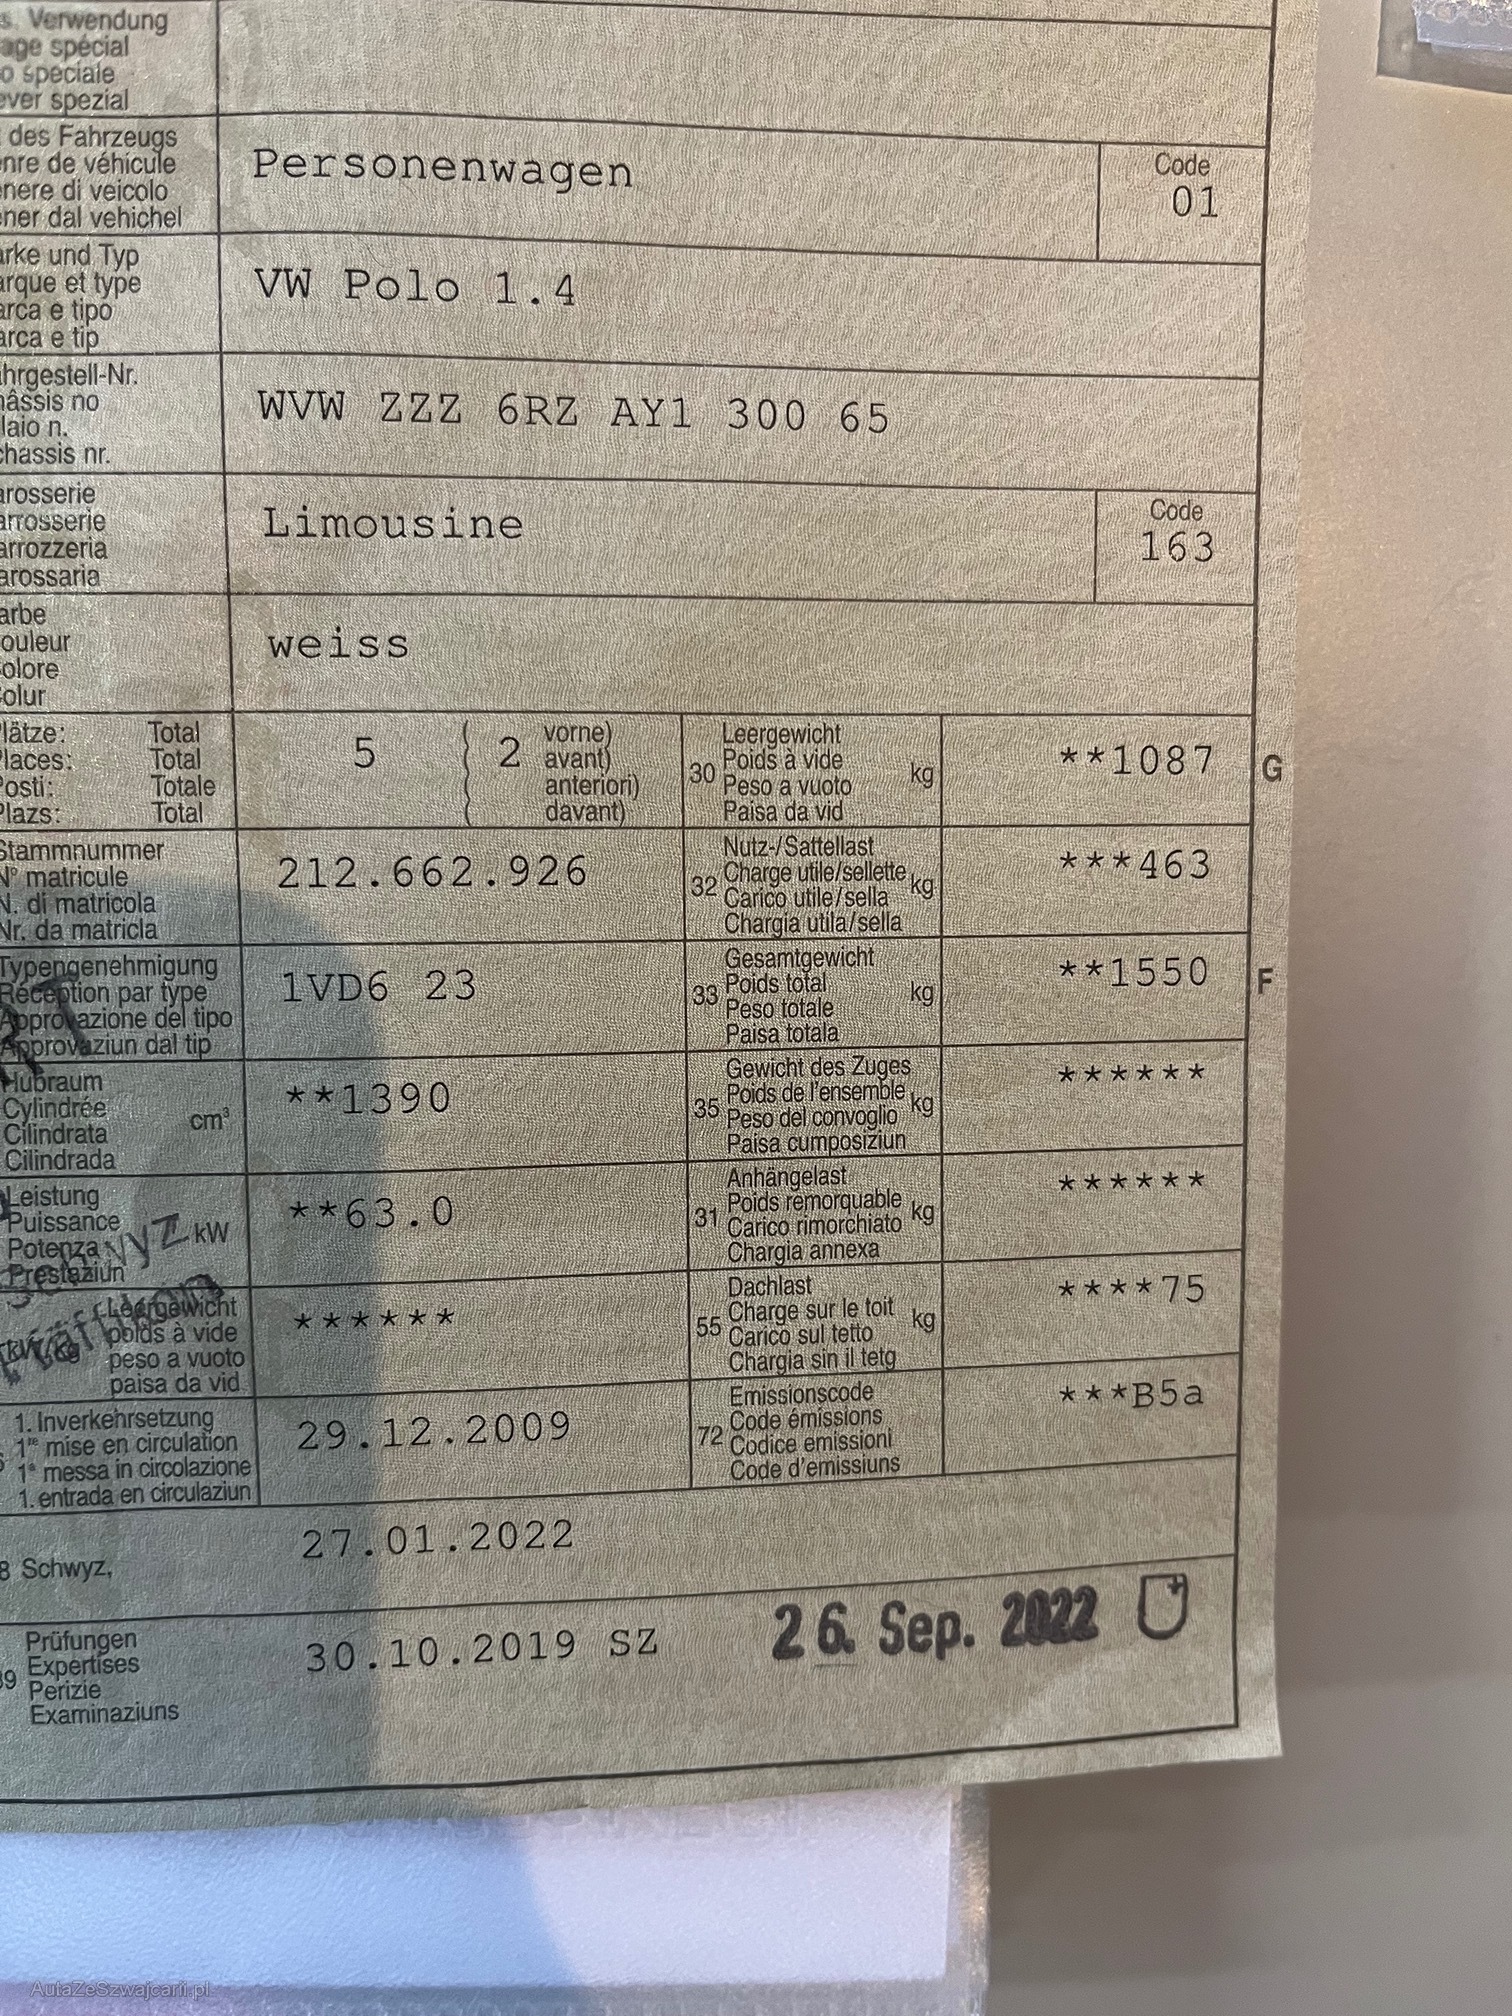 s. Verwendung
age spécial
o speciale
ever spezial
des Fahrzeugs
nre de véhicule
nere di veicolo
ner dal vehichel
Personenwagen
Code
01
arke und Typ
arque et type
arca e tipo
arca e tip
VW Polo 1.4
hrgestell-Nr.
hâssis no
laio n.
chassis nr.
WVW ZZZ 6RZ AY1 300 65
arosserie
arrosserie
arrozzeria
arossaria
Limousine
Code
163
arbe
ouleur
olore
olur
weiss
Plätze: Total
Places: Total
Posti: Totale
Plazs: Total
5 ( 2
vorne)
avant)
anteriori)
davant)
30
Leergewicht
Poids à vide
Peso a vuoto
Paisa da vid
kg
**1087
G
Stammnummer
N° matricule
N. di matricola
Nr. da matricla
212.662.926
32
Nutz-/Sattellast
Charge utile/sellette
Carico utile/sella
Chargia utila/sella
kg
***463
Typengenehmigung
Réception par type
Approvazione del tipo
Approvaziun dal tip
1VD6 23
33
Gesamtgewicht
Poids total
Peso totale
Paisa totala
kg
**1550
F
Hubraum
Cylindrée
Cilindrata
Cilindrada
cm³
**1390
35
Gewicht des Zuges
Poids de l'ensemble
Peso del convoglio
Paisa cumposiziun
kg
******
Leistung
Puissance
Potenza
Prestaziun
kW
**63.0
31
Anhängelast
Poids remorquable
Carico rimorchiato
Chargia annexa
kg
******
kW/kg
Leergewicht
poids à vide
peso a vuoto
paisa da vid
******
55
Dachlast
Charge sur le toit
Carico sul tetto
Chargia sin il tetg
kg
****75
1. Inverkehrsetzung
1re mise en circulation
1a messa in circolazione
1. entrada en circulaziun
29.12.2009
72
Emissionscode
Code émissions
Codice emissioni
Code d'emissiuns
***B5a
8 Schwyz,
27.01.2022
39
Prüfungen
Expertises
Perizie
Examinaziuns
30.10.2019 SZ
26. Sep. 2022
AutaZeSzwajcarii.pl